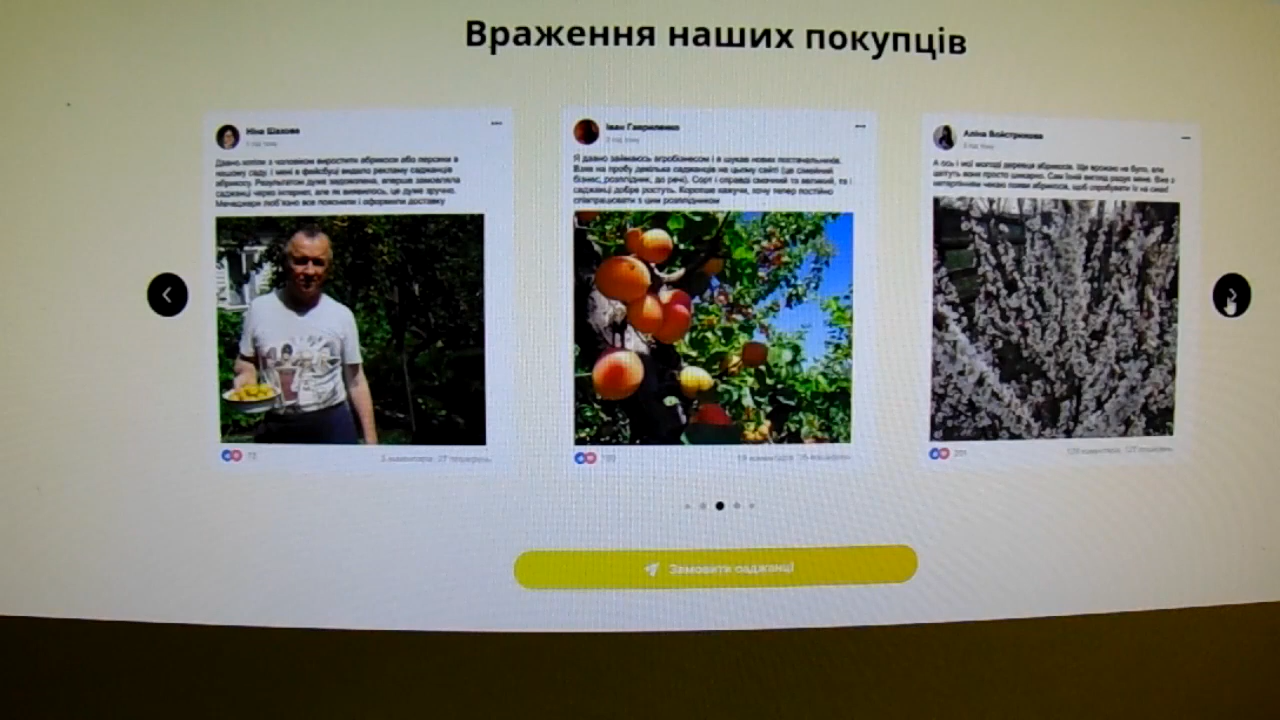 Враження наших покупців
Ніна Шахова
5 год тому
Давно хотіли з чоловіком виростити абрикоси або персики в
нашому саду, і мені в фейсбуці видало рекламу саджанців
абрикосу. Результатом дуже задоволена, вперше замовляла
саджанці через інтернет, але як виявилось, це дуже зручно.
Менеджери люб'язно все пояснили і оформили доставку
Іван Гавриленко
Я давно займаюсь агробізнесом і я шукав нових постачальників.
Взяв на пробу декілька саджанців на цьому сайті (це сімейний
бізнес, розплідник, до речі). Сорт і справді смачний та великий, та і
саджанці добре ростуть. Коротше кажучи, хочу тепер постійно
співпрацювати з цим розплідником
Аліна
А ось і мої молоді деревця абрикосів. Ще врожаю не було, але
цвітуть вони просто шикарно. Сам їхній вигляд радує мене. Вже з
нетерпінням чекаю появи абрикосів, щоб спробувати їх на смак!
Замовити саджанці